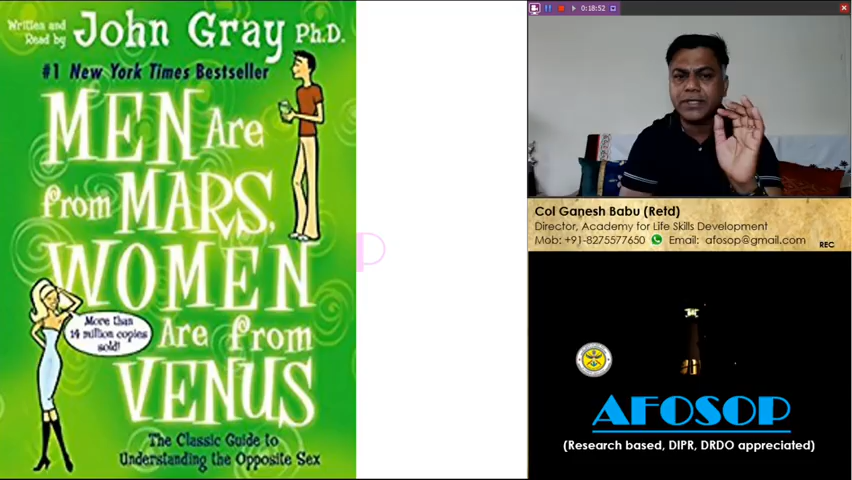 Written and
Read by
John Gray Ph.D.
#1 New York Times Bestseller
MEN Are
from MARS,
WOMEN
Are from
VENUS
More than
14 million copies
sold!
The Classic Guide to
Understanding the Opposite Sex
P
0:18:52
Col Ganesh Babu (Retd)
Director, Academy for Life Skills Development
Mob: +91-8275577650 Email: afosop@gmail.com
REC
AFOSOP
(Research based, DIPR, DRDO appreciated)